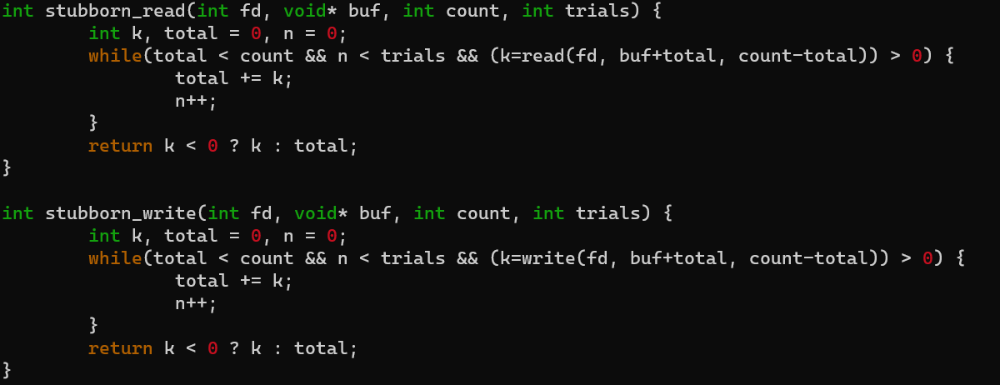 int stubborn_read(int fd, void* buf, int count, int trials) {
        int k, total = 0, n = 0;
        while(total < count && n < trials && (k=read(fd, buf+total, count-total)) > 0) {
                total += k;
                n++;
        }
        return k < 0 ? k : total;
}

int stubborn_write(int fd, void* buf, int count, int trials) {
        int k, total = 0, n = 0;
        while(total < count && n < trials && (k=write(fd, buf+total, count-total)) > 0) {
                total += k;
                n++;
        }
        return k < 0 ? k : total;
}